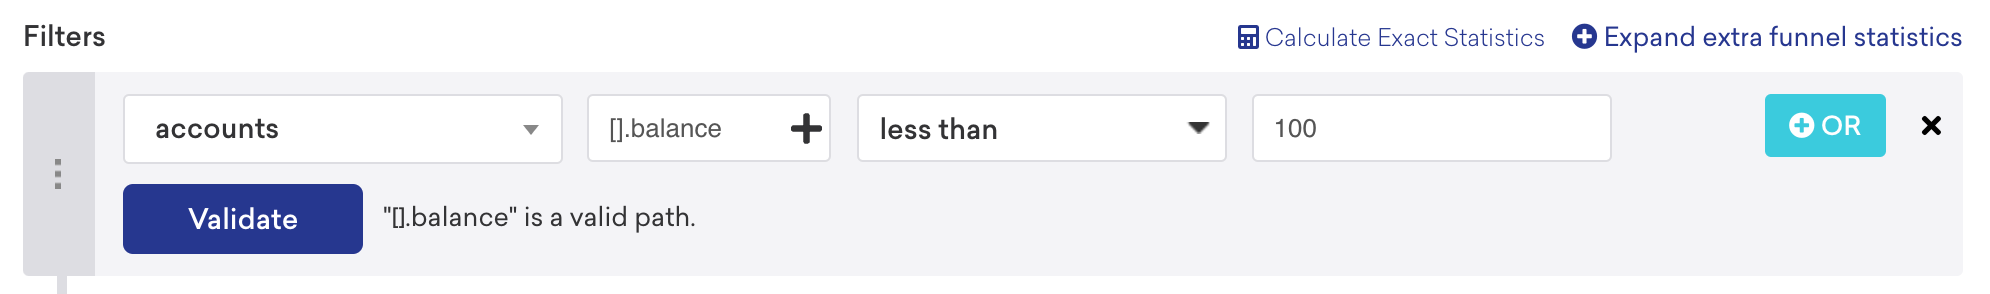 Filters
Calculate Exact Statistics
Expand extra funnel statistics
accounts
[].balance
less than
100
OR
Validate
"[].balance" is a valid path.